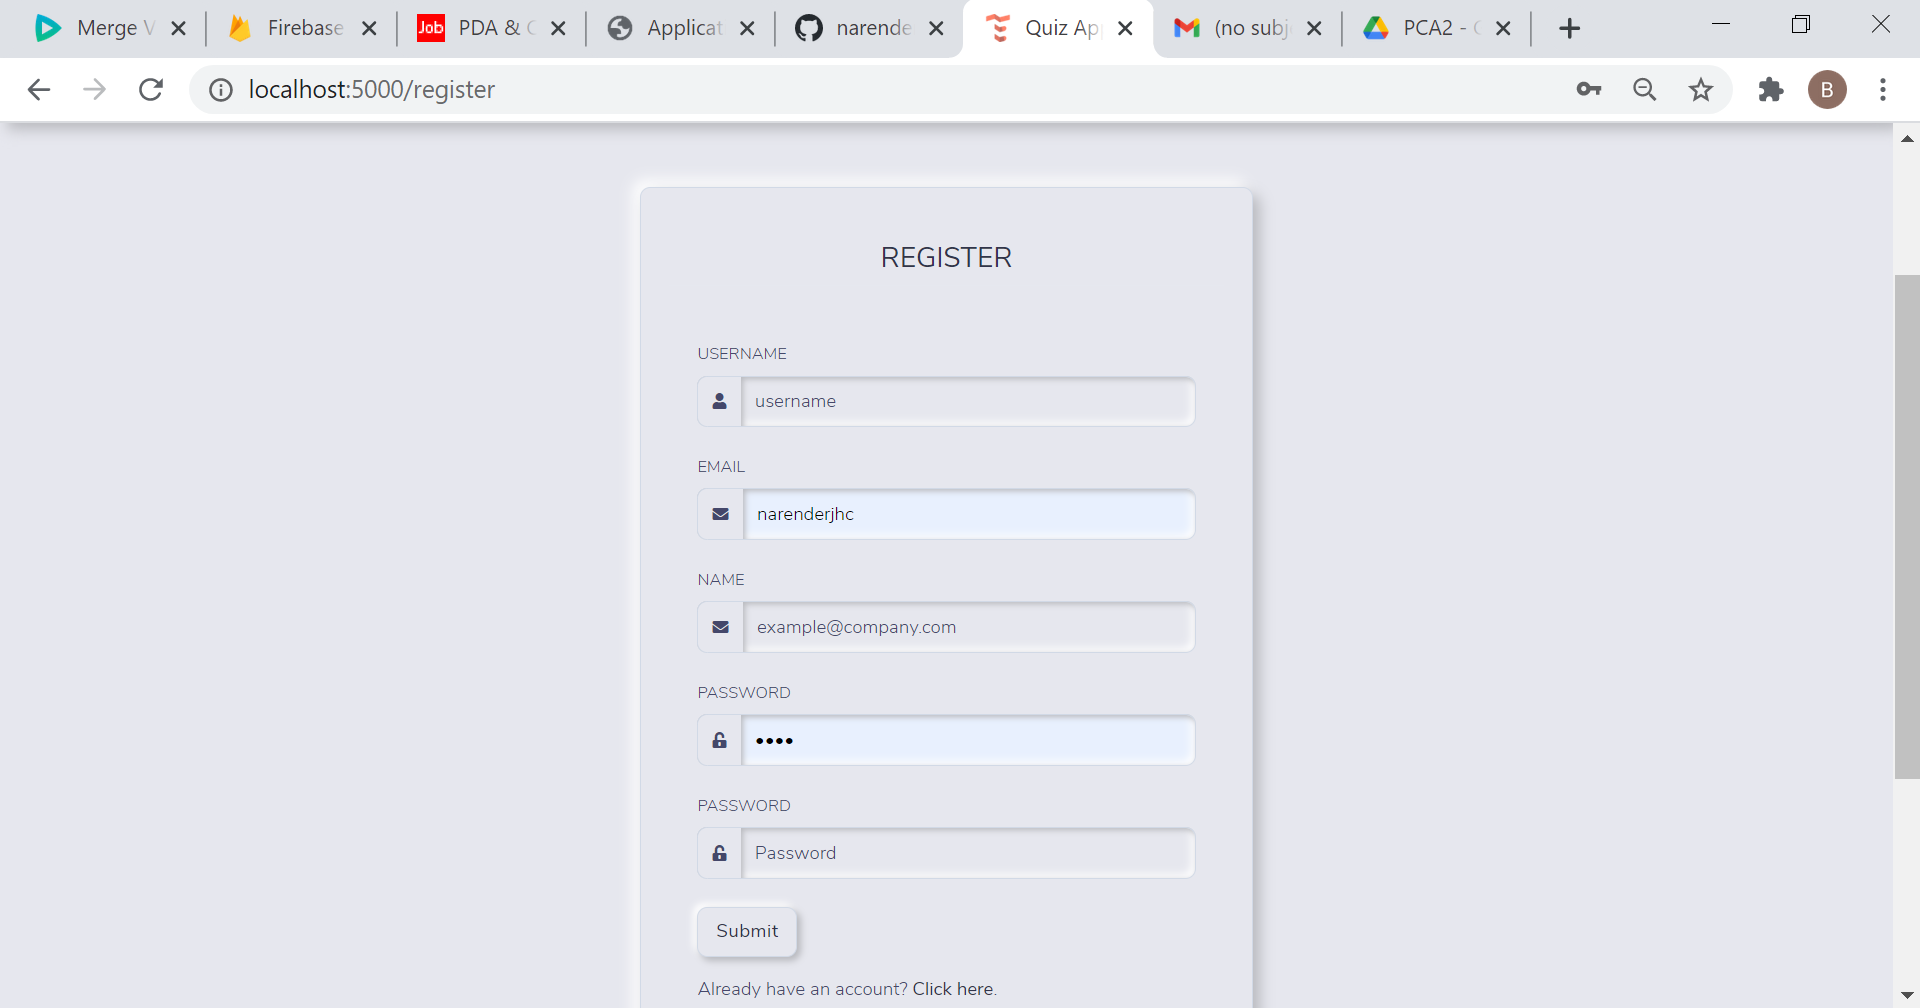 Merge V
Firebase
Job PDA & C
Applicat
narende
Quiz Ap
(no subj
PCA2 - C
localhost:5000/register
B
REGISTER
USERNAME
username
EMAIL
narenderjhc
NAME
example@company.com
PASSWORD
••••
PASSWORD
Password
Submit
Already have an account? Click here.